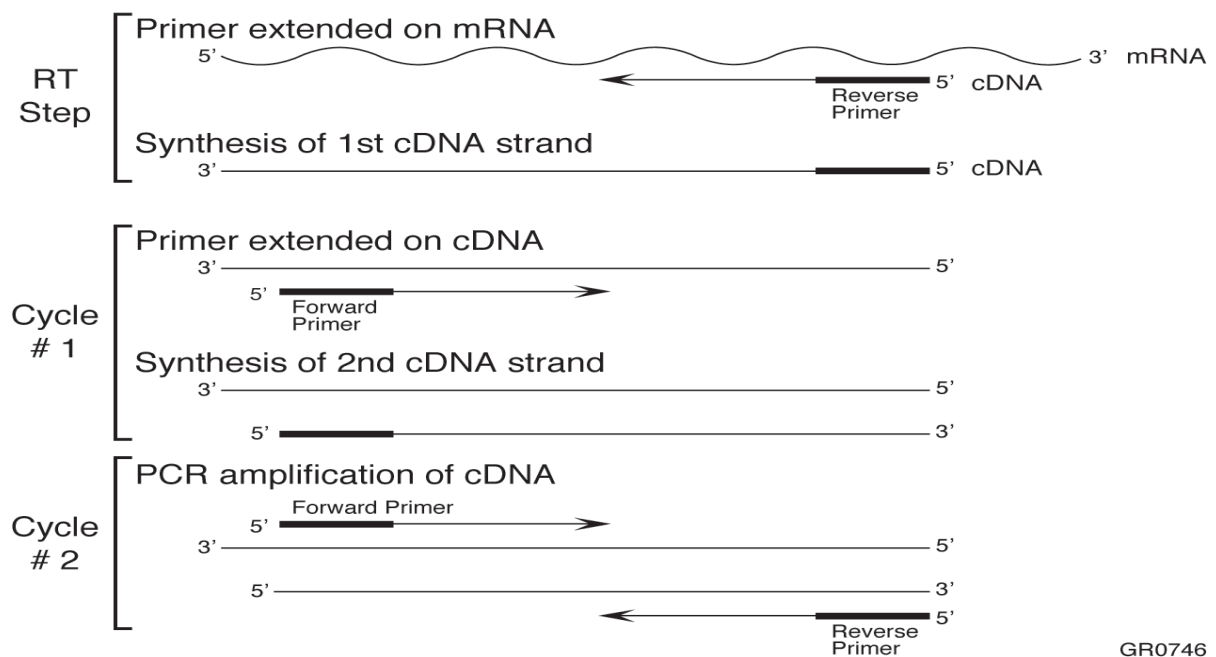 Primer extended on mRNA
5’ 3’ mRNA
RT
Step
5’ cDNA
Reverse
Primer
Synthesis of 1st cDNA strand
3’ 5’ cDNA
Primer extended on cDNA
3’ 5’
5’
Forward
Primer
Cycle
# 1
Synthesis of 2nd cDNA strand
3’ 5’
5’ 3’
PCR amplification of cDNA
Forward Primer
5’
Cycle
# 2
3’ 5’
5’ 3’
5’
Reverse
Primer
GR0746